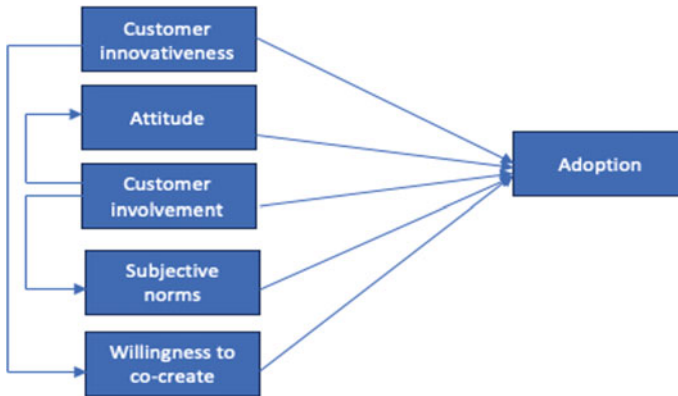 Customer
innovativeness
Attitude
Customer
involvement
Subjective
norms
Willingness to
co-create
Adoption